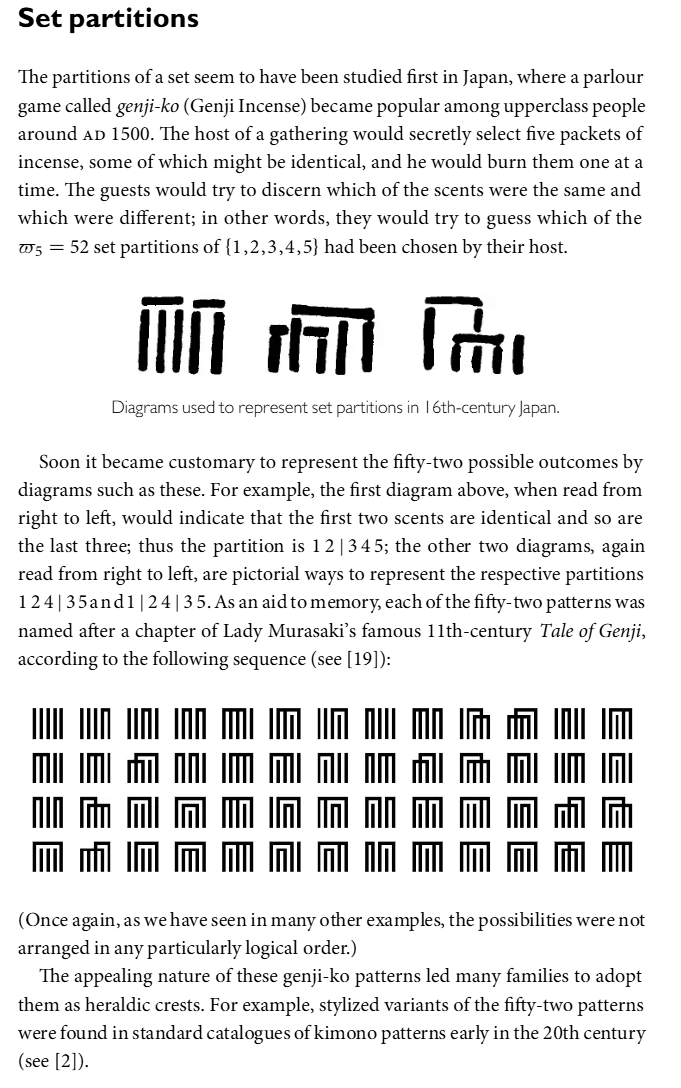 Set partitions
The partitions of a set seem to have been studied first in Japan, where a parlour
game called genji-ko (Genji Incense) became popular among upperclass people
around AD 1500. The host of a gathering would secretly select five packets of
incense, some of which might be identical, and he would burn them one at a
time. The guests would try to discern which of the scents were the same and
which were different; in other words, they would try to guess which of the
ϖ5 = 52 set partitions of {1,2,3,4,5} had been chosen by their host.
Diagrams used to represent set partitions in 16th-century Japan.
Soon it became customary to represent the fifty-two possible outcomes by
diagrams such as these. For example, the first diagram above, when read from
right to left, would indicate that the first two scents are identical and so are
the last three; thus the partition is 1 2 | 3 4 5; the other two diagrams, again
read from right to left, are pictorial ways to represent the respective partitions
1 2 4 | 3 5 and 1 | 2 4 | 3 5. As an aid to memory, each of the fifty-two patterns was
named after a chapter of Lady Murasaki's famous 11th-century Tale of Genji,
according to the following sequence (see [19]):
(Once again, as we have seen in many other examples, the possibilities were not
arranged in any particularly logical order.)
The appealing nature of these genji-ko patterns led many families to adopt
them as heraldic crests. For example, stylized variants of the fifty-two patterns
were found in standard catalogues of kimono patterns early in the 20th century
(see [2]).